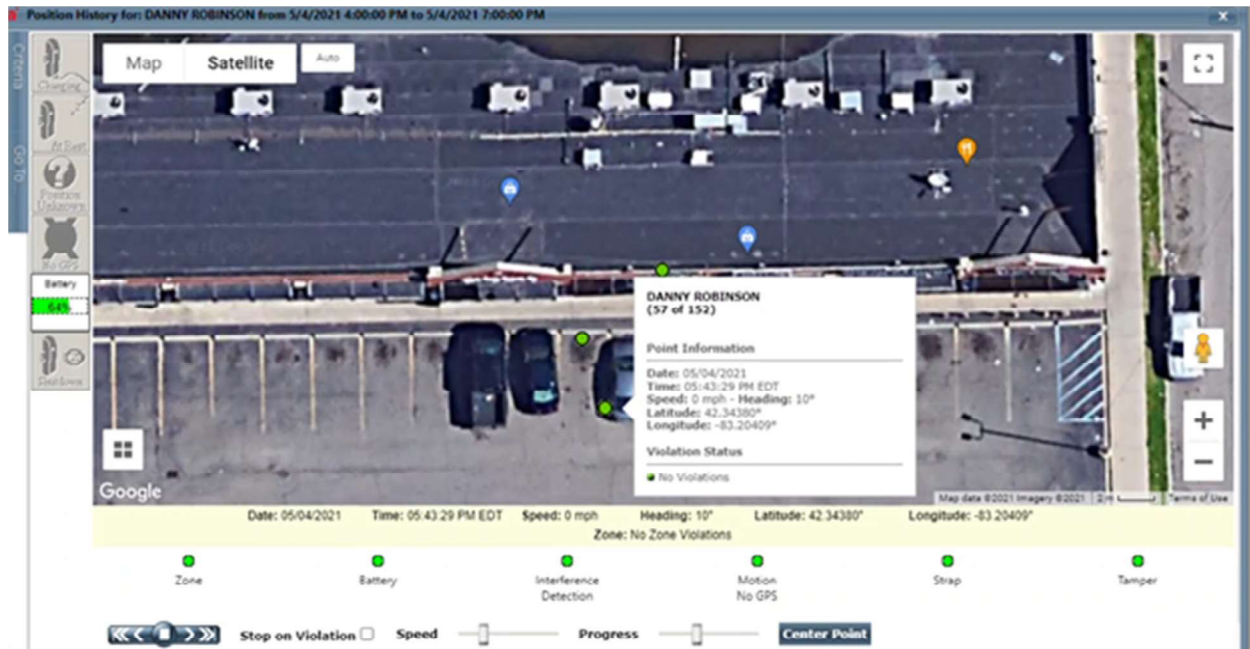 Position History for: DANNY ROBINSON from 5/4/2021 4:00:00 PM to 5/4/2021 7:00:00 PM
Criteria
Go To
Charging
At Rest
Position
Unknown
No GPS
Battery
64%
Shutdown
Map
Satellite
Auto
DANNY ROBINSON
(57 of 152)
Point Information
Date: 05/04/2021
Time: 05:43:29 PM EDT
Speed: 0 mph - Heading: 10°
Latitude: 42.34380°
Longitude: -83.20409°
Violation Status
No Violations
Google
Map data ©2021 Imagery ©2021
2 m
Terms of Use
Date: 05/04/2021 Time: 05:43:29 PM EDT Speed: 0 mph Heading: 10° Latitude: 42.34380° Longitude: -83.20409°
Zone: No Zone Violations
Zone
Battery
Interference
Detection
Motion
No GPS
Strap
Tamper
Stop on Violation
Speed
Progress
Center Point